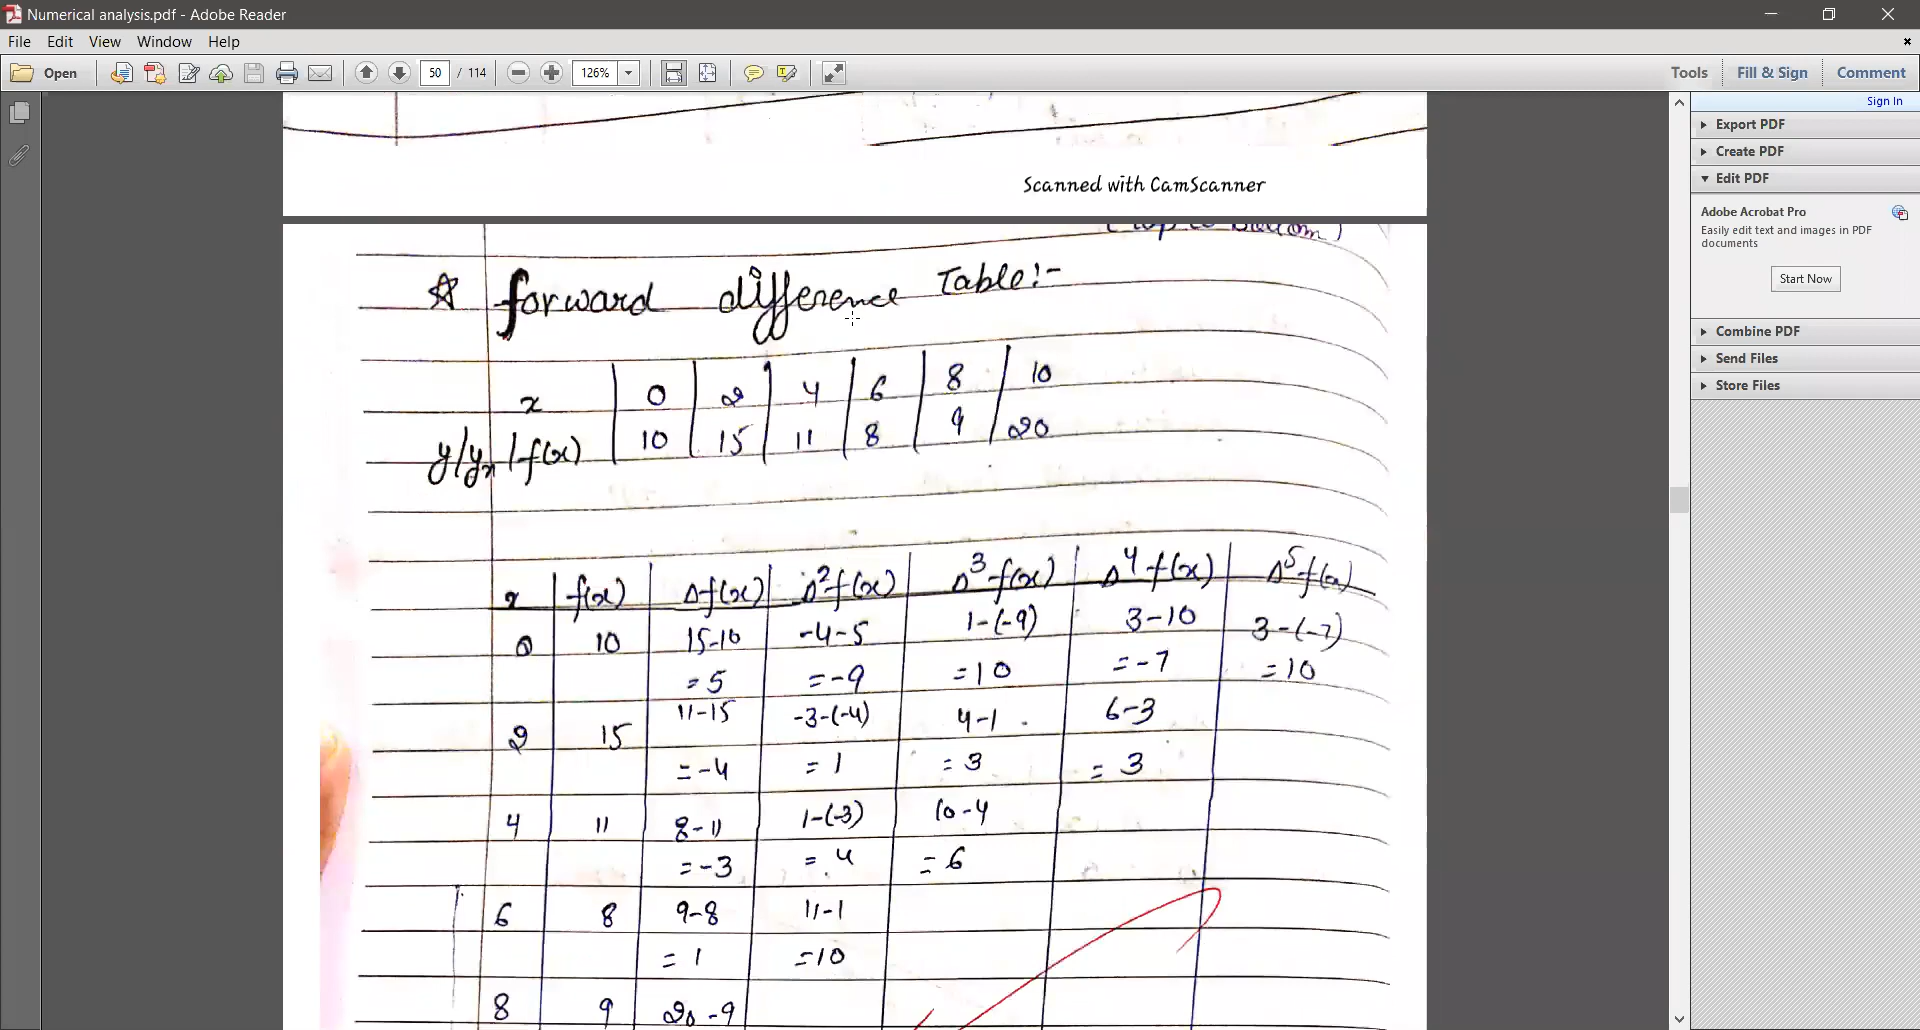 Numerical analysis.pdf - Adobe Reader
File Edit View Window Help
Open 50 / 114 126% Tools Fill & Sign Comment
Sign In
Export PDF
Create PDF
Edit PDF
Adobe Acrobat Pro
Easily edit text and images in PDF
documents
Start Now
Combine PDF
Send Files
Store Files
Scanned with CamScanner
(Top to Bottom)
☆ forward difference Table:-
x 0 2 4 6 8 10
y/yₓ/f(x) 10 15 11 8 9 20
x f(x) Δf(x) Δ²f(x) Δ³f(x) Δ⁴f(x) Δ⁵f(x)
0 10 15-10 -4-5 1-(-9) 3-10 3-(-7)
=5 =-9 =10 =-7 =10
2 15 11-15 -3-(-4) 4-1 6-3
=-4 =1 =3 =3
4 11 8-11 1-(-3) 10-4
=-3 =4 =6
6 8 9-8 11-1
=1 =10
8 9 20-9